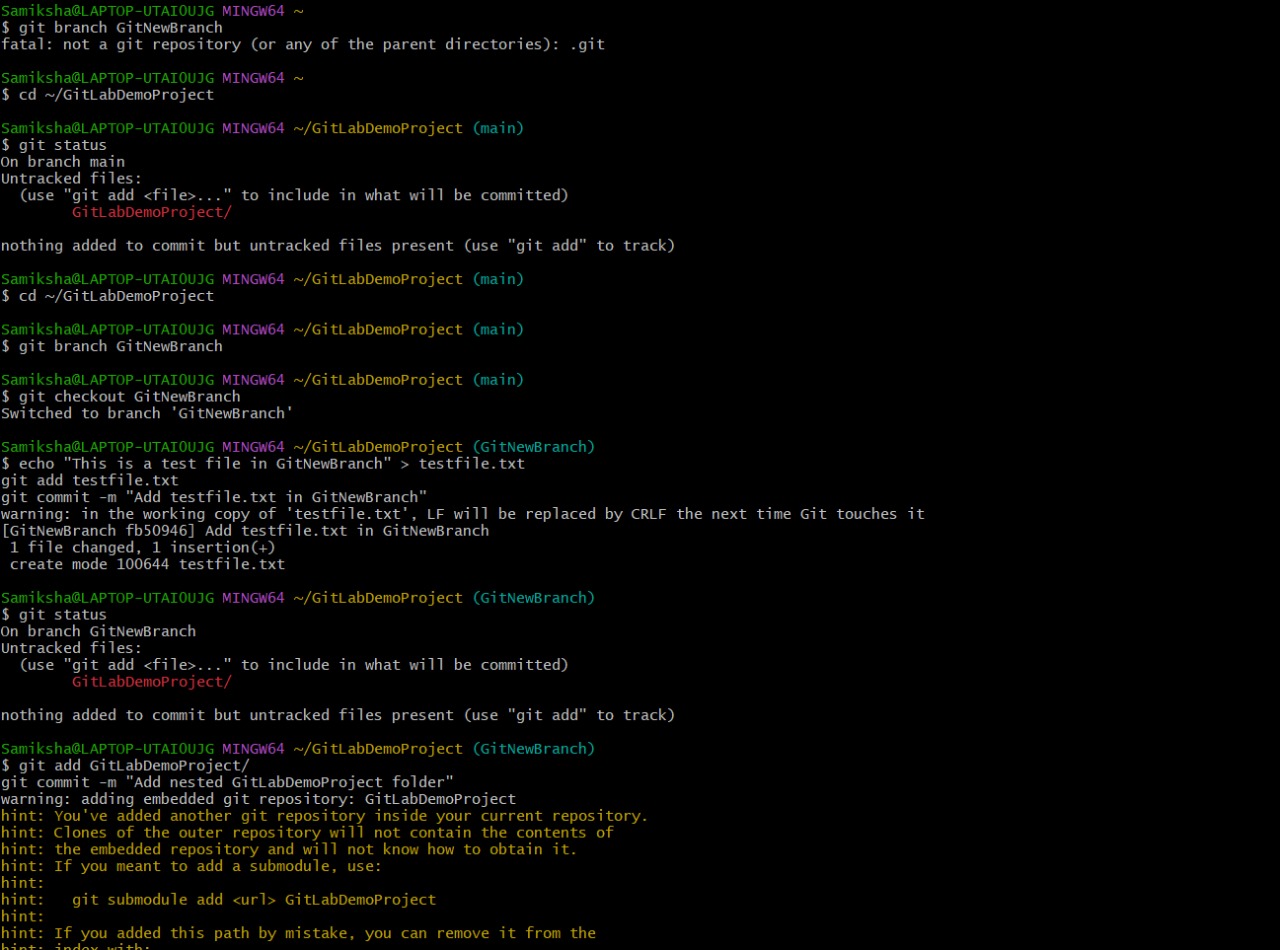 Samiksha@LAPTOP-UTAI0UJG MINGW64 ~
$ git branch GitNewBranch
fatal: not a git repository (or any of the parent directories): .git

Samiksha@LAPTOP-UTAI0UJG MINGW64 ~
$ cd ~/GitLabDemoProject

Samiksha@LAPTOP-UTAI0UJG MINGW64 ~/GitLabDemoProject (main)
$ git status
On branch main
Untracked files:
  (use "git add <file>..." to include in what will be committed)
        GitLabDemoProject/

nothing added to commit but untracked files present (use "git add" to track)

Samiksha@LAPTOP-UTAI0UJG MINGW64 ~/GitLabDemoProject (main)
$ cd ~/GitLabDemoProject

Samiksha@LAPTOP-UTAI0UJG MINGW64 ~/GitLabDemoProject (main)
$ git branch GitNewBranch

Samiksha@LAPTOP-UTAI0UJG MINGW64 ~/GitLabDemoProject (main)
$ git checkout GitNewBranch
Switched to branch 'GitNewBranch'

Samiksha@LAPTOP-UTAI0UJG MINGW64 ~/GitLabDemoProject (GitNewBranch)
$ echo "This is a test file in GitNewBranch" > testfile.txt
git add testfile.txt
git commit -m "Add testfile.txt in GitNewBranch"
warning: in the working copy of 'testfile.txt', LF will be replaced by CRLF the next time Git touches it
[GitNewBranch fb50946] Add testfile.txt in GitNewBranch
 1 file changed, 1 insertion(+)
 create mode 100644 testfile.txt

Samiksha@LAPTOP-UTAI0UJG MINGW64 ~/GitLabDemoProject (GitNewBranch)
$ git status
On branch GitNewBranch
Untracked files:
  (use "git add <file>..." to include in what will be committed)
        GitLabDemoProject/

nothing added to commit but untracked files present (use "git add" to track)

Samiksha@LAPTOP-UTAI0UJG MINGW64 ~/GitLabDemoProject (GitNewBranch)
$ git add GitLabDemoProject/
git commit -m "Add nested GitLabDemoProject folder"
warning: adding embedded git repository: GitLabDemoProject
hint: You've added another git repository inside your current repository.
hint: Clones of the outer repository will not contain the contents of
hint: the embedded repository and will not know how to obtain it.
hint: If you meant to add a submodule, use:
hint:
hint:   git submodule add <url> GitLabDemoProject
hint:
hint: If you added this path by mistake, you can remove it from the
hint: index with: